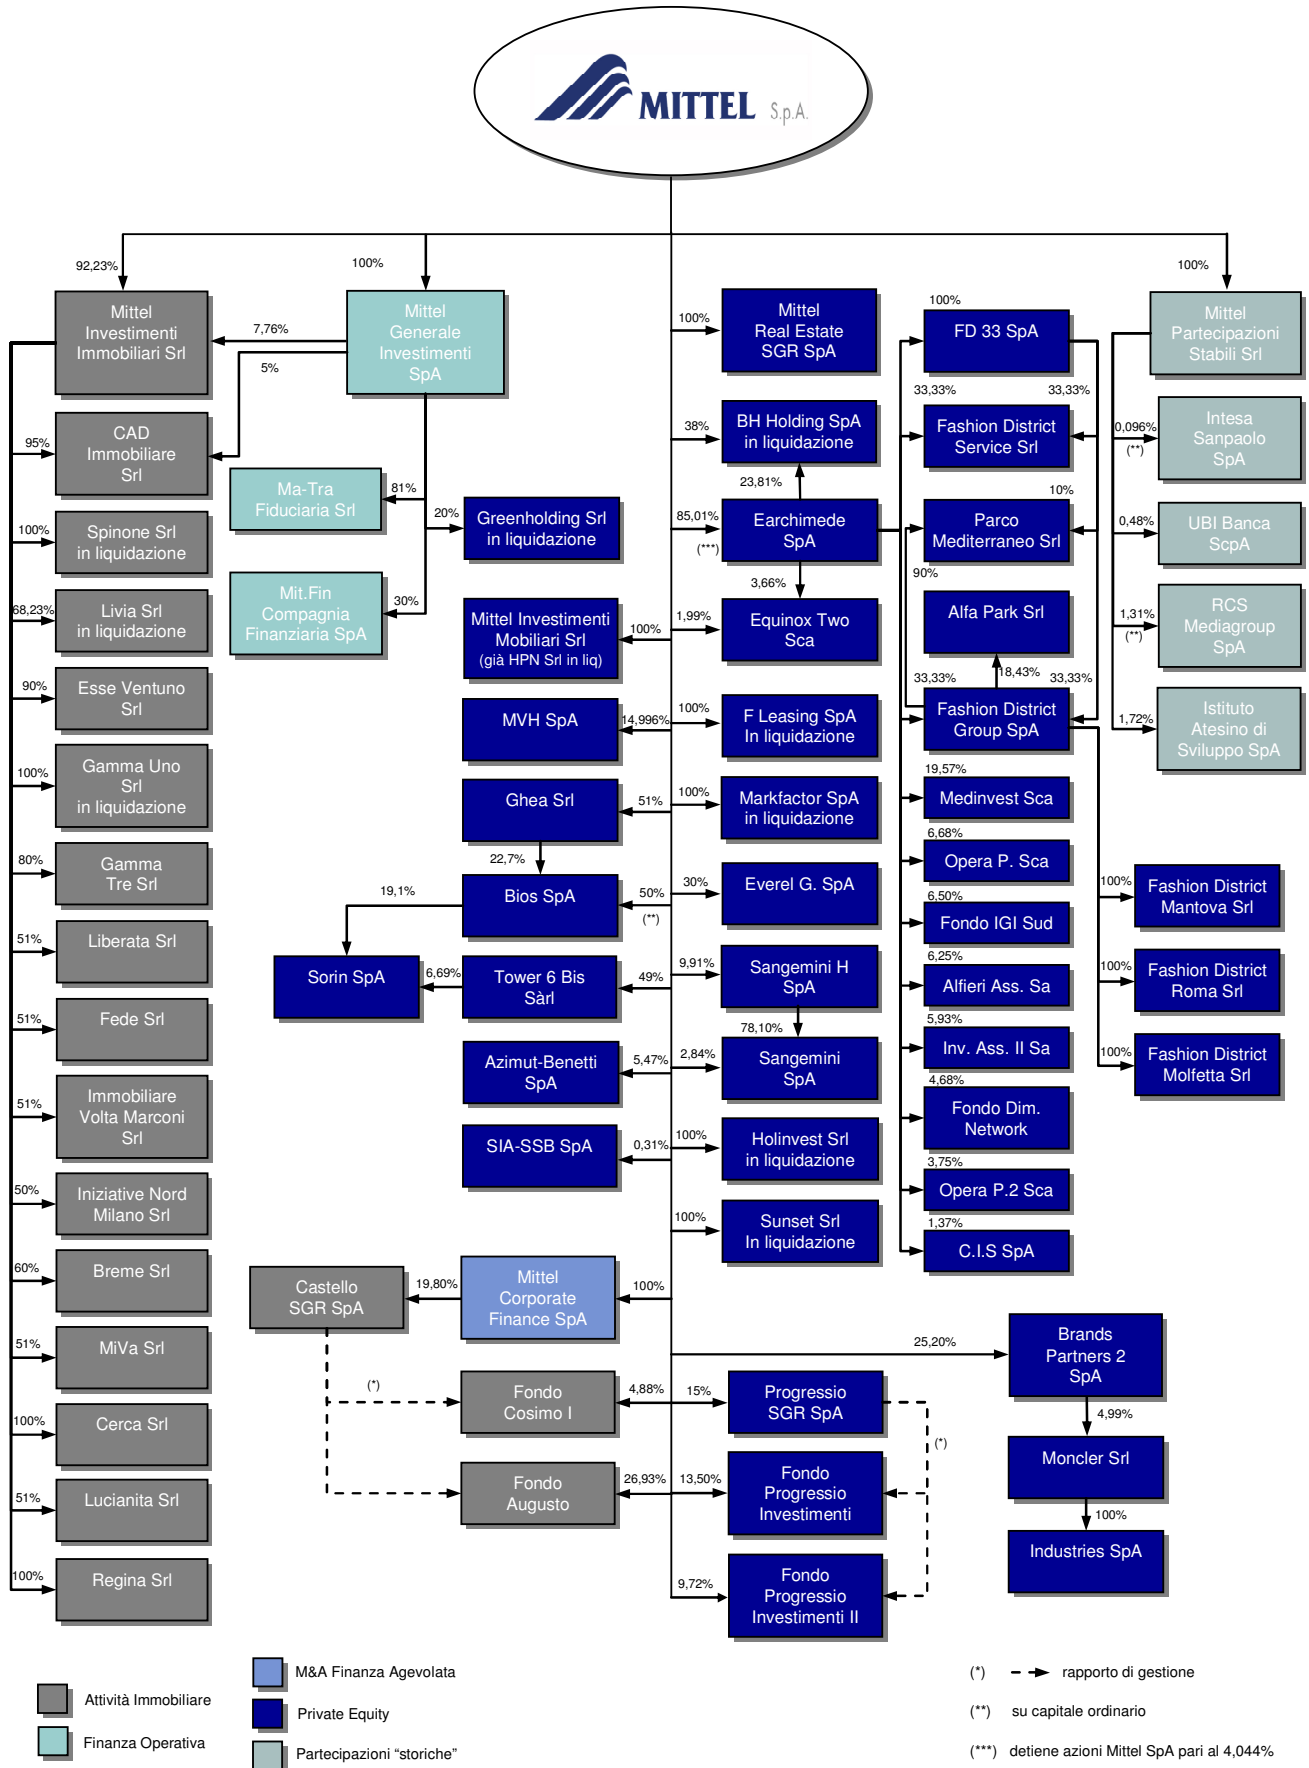 MITTEL S.p.A.
92,23%
100%
100%
Mittel
Investimenti
Immobiliari Srl
7,76%
5%
Mittel
Generale
Investimenti
SpA
100%
Mittel
Real Estate
SGR SpA
100%
FD 33 SpA
Mittel
Partecipazioni
Stabili Srl
95%
CAD
Immobiliare
Srl
38%
BH Holding SpA
in liquidazione
23,81%
33,33%
33,33%
Fashion District
Service Srl
0,096%
(**)
Intesa
Sanpaolo
SpA
Ma-Tra
Fiduciaria Srl
81%
20%
Greenholding Srl
in liquidazione
85,01%
(***)
Earchimede
SpA
10%
Parco
Mediterraneo Srl
90%
0,48%
UBI Banca
ScpA
100%
Spinone Srl
in liquidazione
3,66%
Mit.Fin
Compagnia
Finanziaria SpA
30%
68,23%
Livia Srl
in liquidazione
Mittel Investimenti
Mobiliari Srl
(già HPN Srl in liq)
100%
1,99%
Equinox Two
Sca
Alfa Park Srl
18,43%
1,31%
(**)
RCS
Mediagroup
SpA
90%
Esse Ventuno
Srl
MVH SpA
14,996%
100%
F Leasing SpA
In liquidazione
33,33%
33,33%
Fashion District
Group SpA
1,72%
Istituto
Atesino di
Sviluppo SpA
100%
Gamma Uno
Srl
in liquidazione
Ghea Srl
51%
100%
Markfactor SpA
in liquidazione
19,57%
Medinvest Sca
22,7%
80%
Gamma
Tre Srl
19,1%
Bios SpA
50%
(**)
30%
Everel G. SpA
6,68%
Opera P. Sca
100%
Fashion District
Mantova Srl
6,50%
Fondo IGI Sud
51%
Liberata Srl
Sorin SpA
6,69%
Tower 6 Bis
Sàrl
49%
9,91%
Sangemini H
SpA
78,10%
6,25%
Alfieri Ass. Sa
100%
Fashion District
Roma Srl
51%
Fede Srl
Azimut-Benetti
SpA
5,47%
2,84%
Sangemini
SpA
5,93%
Inv. Ass. II Sa
100%
Fashion District
Molfetta Srl
51%
Immobiliare
Volta Marconi
Srl
4,68%
Fondo Dim.
Network
SIA-SSB SpA
0,31%
100%
Holinvest Srl
in liquidazione
3,75%
Opera P.2 Sca
50%
Iniziative Nord
Milano Srl
100%
Sunset Srl
In liquidazione
1,37%
C.I.S SpA
60%
Breme Srl
Castello
SGR SpA
19,80%
Mittel
Corporate
Finance SpA
100%
51%
MiVa Srl
25,20%
Brands
Partners 2
SpA
4,99%
(*)
Fondo
Cosimo I
4,88%
15%
Progressio
SGR SpA
(*)
100%
Cerca Srl
Moncler Srl
100%
51%
Lucianita Srl
Fondo
Augusto
26,93%
13,50%
Fondo
Progressio
Investimenti
Industries SpA
100%
Regina Srl
9,72%
Fondo
Progressio
Investimenti II
Attività Immobiliare
Finanza Operativa
M&A Finanza Agevolata
Private Equity
Partecipazioni "storiche"
(*) rapporto di gestione
(**) su capitale ordinario
(***) detiene azioni Mittel SpA pari al 4,044%